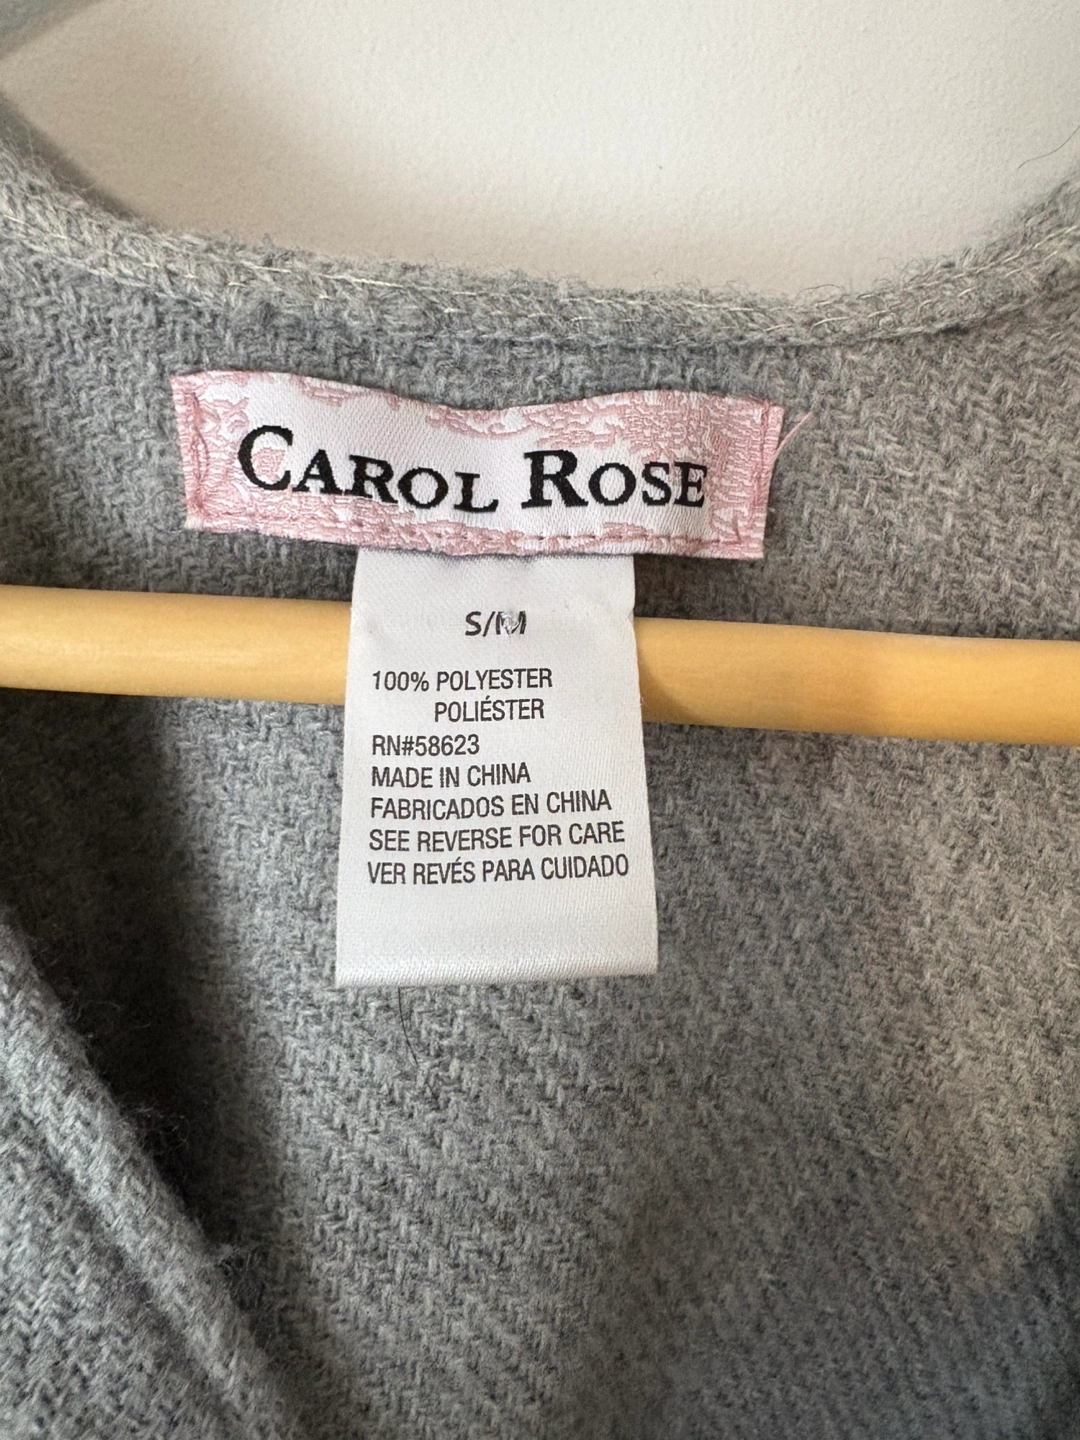 CAROL ROSE
S/M
100% POLYESTER
POLIÉSTER
RN#58623
MADE IN CHINA
FABRICADOS EN CHINA
SEE REVERSE FOR CARE
VER REVÉS PARA CUIDADO